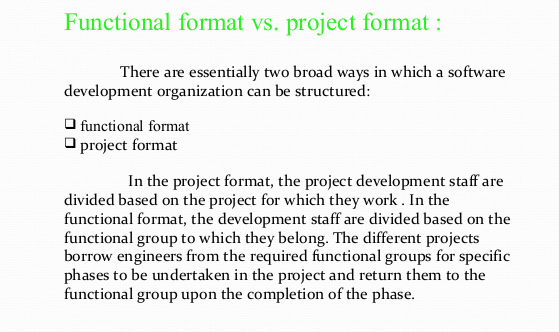 Functional format vs. project format :
There are essentially two broad ways in which a software
development organization can be structured:
❑ functional format
❑ project format
In the project format, the project development staff are
divided based on the project for which they work . In the
functional format, the development staff are divided based on the
functional group to which they belong. The different projects
borrow engineers from the required functional groups for specific
phases to be undertaken in the project and return them to the
functional group upon the completion of the phase.